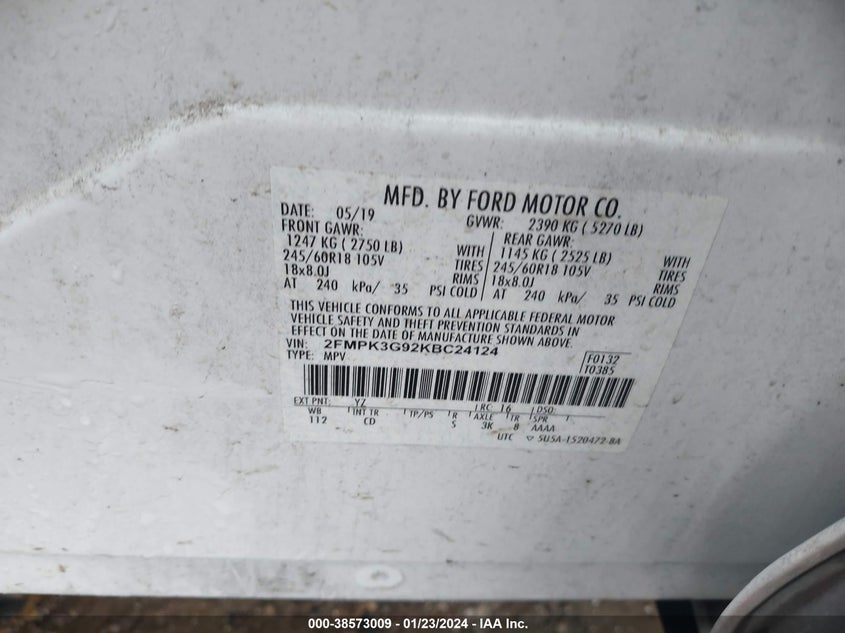 MFD. BY FORD MOTOR CO.
DATE: 05/19 GVWR: 2390 KG ( 5270 LB)
FRONT GAWR: REAR GAWR:
1247 KG ( 2750 LB) WITH 1145 KG ( 2525 LB) WITH
245/60R18 105V TIRES 245/60R18 105V TIRES
18x8.0J RIMS 18x8.0J RIMS
AT 240 kPa/ 35 PSI COLD AT 240 kPa/ 35 PSI COLD
THIS VEHICLE CONFORMS TO ALL APPLICABLE FEDERAL MOTOR
VEHICLE SAFETY AND THEFT PREVENTION STANDARDS IN
EFFECT ON THE DATE OF MANUFACTURE SHOWN ABOVE.
VIN: 2FMPK3G92KBC24124
TYPE: MPV F0132
T0385
EXT PNT: YZ RC: 16 DSO:
WB INT TR TP/PS R AXLE TR SPR
112 CD 5 3K 8 AAAA
UTC 5U5A-1520472-BA
000-38573009 - 01/23/2024 - IAAI Inc.